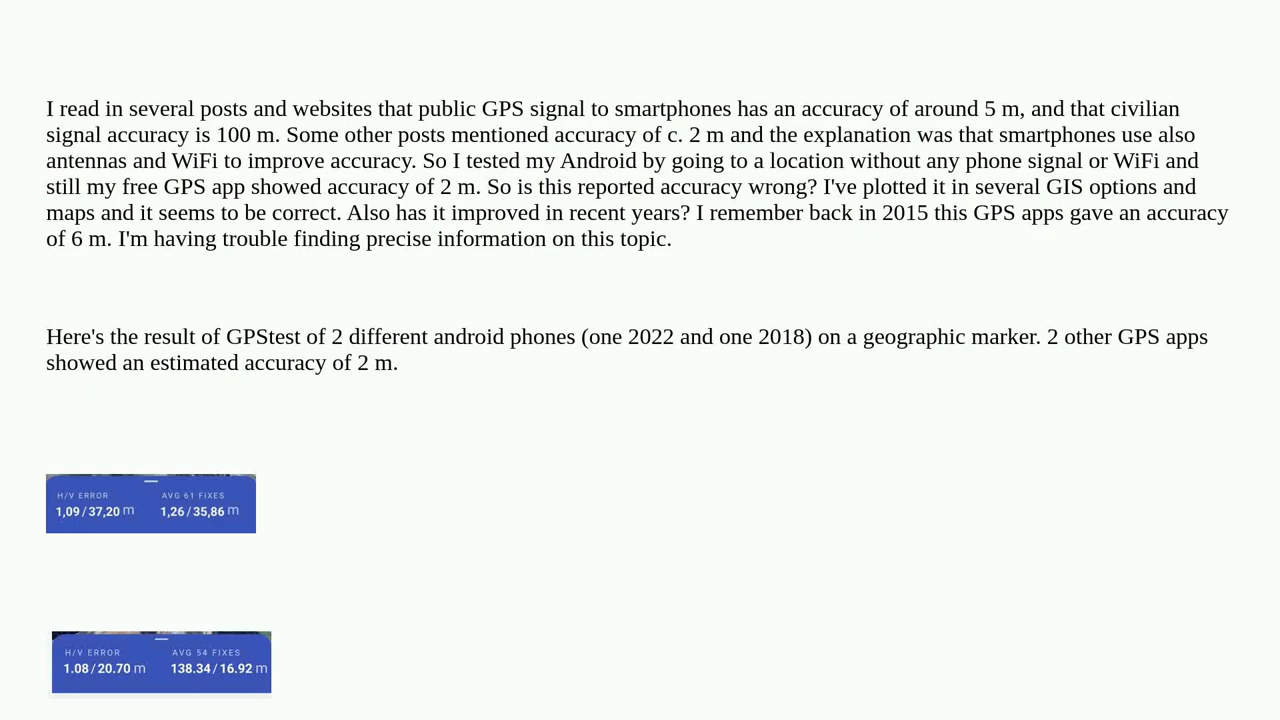 I read in several posts and websites that public GPS signal to smartphones has an accuracy of around 5 m, and that civilian
signal accuracy is 100 m. Some other posts mentioned accuracy of c. 2 m and the explanation was that smartphones use also
antennas and WiFi to improve accuracy. So I tested my Android by going to a location without any phone signal or WiFi and
still my free GPS app showed accuracy of 2 m. So is this reported accuracy wrong? I've plotted it in several GIS options and
maps and it seems to be correct. Also has it improved in recent years? I remember back in 2015 this GPS apps gave an accuracy
of 6 m. I'm having trouble finding precise information on this topic.
Here's the result of GPStest of 2 different android phones (one 2022 and one 2018) on a geographic marker. 2 other GPS apps
showed an estimated accuracy of 2 m.
H/V ERROR AVG 61 FIXES
1,09 / 37,20 m 1,26 / 35,86 m
H/V ERROR AVG 54 FIXES
1.08 / 20.70 m 138.34 / 16.92 m